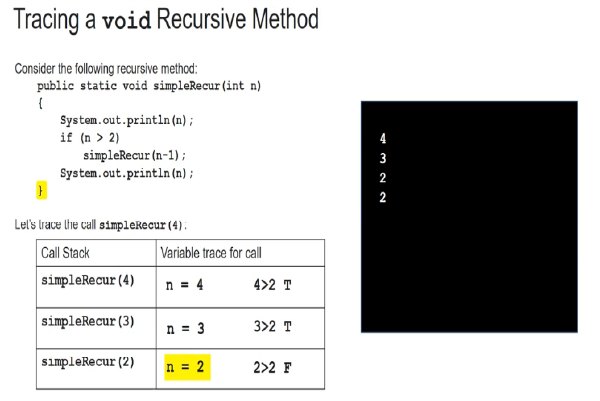 Tracing a void Recursive Method
Consider the following recursive method:
public static void simpleRecur(int n)
{
System.out.println(n);
if (n > 2)
simpleRecur(n-1);
System.out.println(n);
}
Let's trace the call simpleRecur(4):
Call Stack Variable trace for call
simpleRecur(4) n = 4 4>2 T
simpleRecur(3) n = 3 3>2 T
simpleRecur(2) n = 2 2>2 F
4
3
2
2